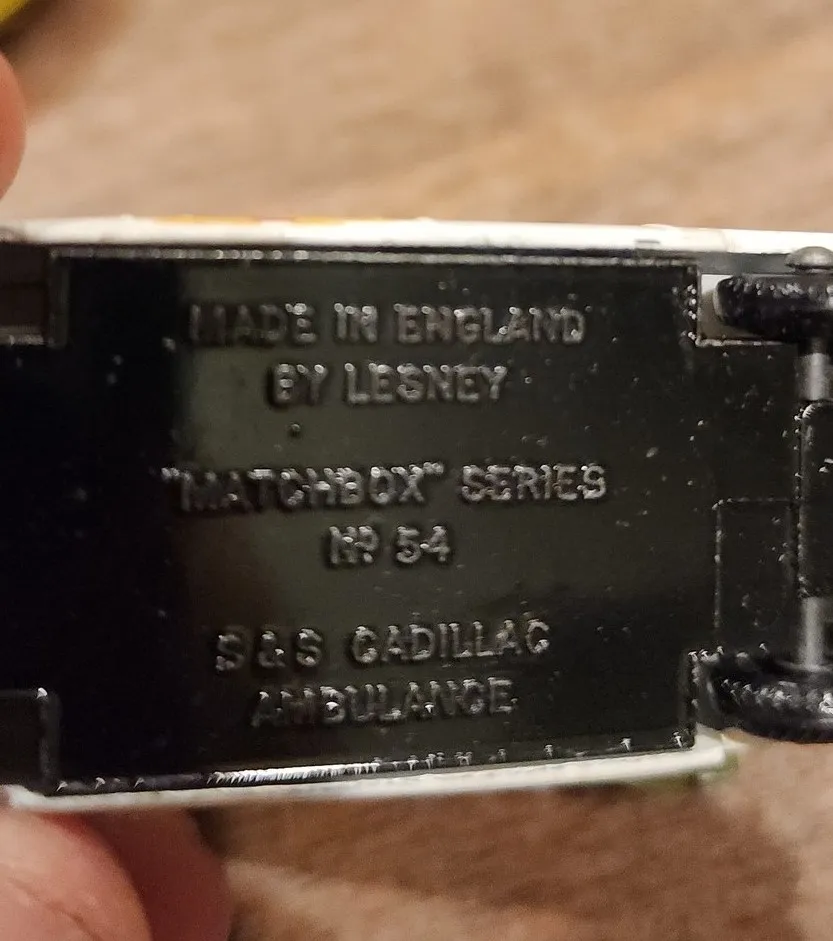 MADE IN ENGLAND
BY LESNEY
"MATCHBOX" SERIES
Nº 54
S & S CADILLAC
AMBULANCE